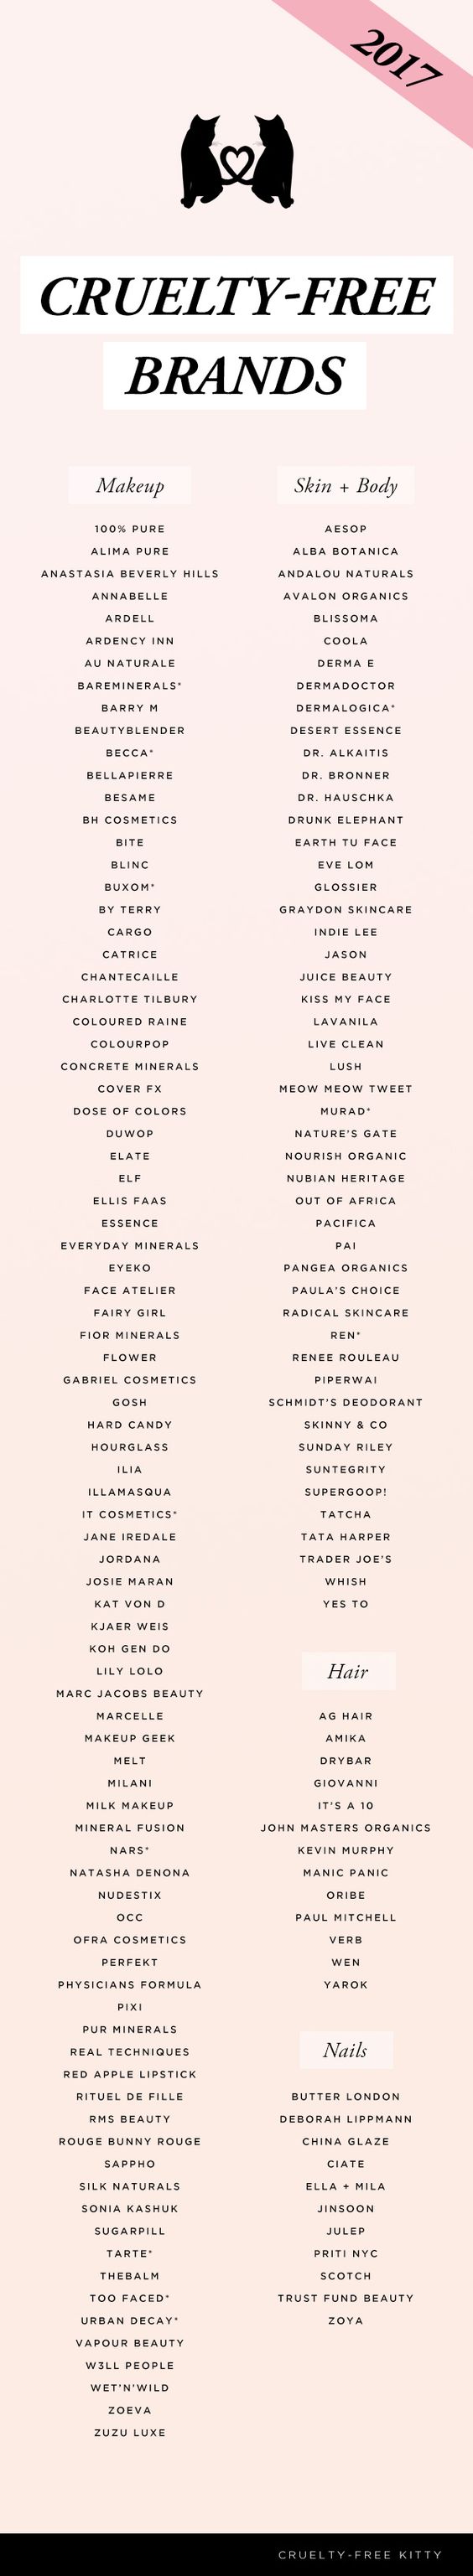 2017
CRUELTY-FREE
BRANDS
Makeup
100% PURE
ALIMA PURE
ANASTASIA BEVERLY HILLS
ANNABELLE
ARDELL
ARDENCY INN
AU NATURALE
BAREMINERALS*
BARRY M
BEAUTYBLENDER
BECCA*
BELLAPIERRE
BESAME
BH COSMETICS
BITE
BLINC
BUXOM*
BY TERRY
CARGO
CATRICE
CHANTECAILLE
CHARLOTTE TILBURY
COLOURED RAINE
COLOURPOP
CONCRETE MINERALS
COVER FX
DOSE OF COLORS
DUWOP
ELATE
ELF
ELLIS FAAS
ESSENCE
EVERYDAY MINERALS
EYEKO
FACE ATELIER
FAIRY GIRL
FIOR MINERALS
FLOWER
GABRIEL COSMETICS
GOSH
HARD CANDY
HOURGLASS
ILIA
ILLAMASQUA
IT COSMETICS*
JANE IREDALE
JORDANA
JOSIE MARAN
KAT VON D
KJAER WEIS
KOH GEN DO
LILY LOLO
MARC JACOBS BEAUTY
MARCELLE
MAKEUP GEEK
MELT
MILANI
MILK MAKEUP
MINERAL FUSION
NARS*
NATASHA DENONA
NUDESTIX
OCC
OFRA COSMETICS
PERFEKT
PHYSICIANS FORMULA
PIXI
PUR MINERALS
REAL TECHNIQUES
RED APPLE LIPSTICK
RITUEL DE FILLE
RMS BEAUTY
ROUGE BUNNY ROUGE
SAPPHO
SILK NATURALS
SONIA KASHUK
SUGARPILL
TARTE*
THEBALM
TOO FACED*
URBAN DECAY*
VAPOUR BEAUTY
W3LL PEOPLE
WET'N'WILD
ZOEVA
ZUZU LUXE
Skin + Body
AESOP
ALBA BOTANICA
ANDALOU NATURALS
AVALON ORGANICS
BLISSOMA
COOLA
DERMA E
DERMADOCTOR
DERMALOGICA*
DESERT ESSENCE
DR. ALKAITIS
DR. BRONNER
DR. HAUSCHKA
DRUNK ELEPHANT
EARTH TU FACE
EVE LOM
GLOSSIER
GRAYDON SKINCARE
INDIE LEE
JASON
JUICE BEAUTY
KISS MY FACE
LAVANILA
LIVE CLEAN
LUSH
MEOW MEOW TWEET
MURAD*
NATURE'S GATE
NOURISH ORGANIC
NUBIAN HERITAGE
OUT OF AFRICA
PACIFICA
PAI
PANGEA ORGANICS
PAULA'S CHOICE
RADICAL SKINCARE
REN*
RENEE ROULEAU
PIPERWAI
SCHMIDT'S DEODORANT
SKINNY & CO
SUNDAY RILEY
SUNTEGRITY
SUPERGOOP!
TATCHA
TATA HARPER
TRADER JOE'S
WHISH
YES TO
Hair
AG HAIR
AMIKA
DRYBAR
GIOVANNI
IT'S A 10
JOHN MASTERS ORGANICS
KEVIN MURPHY
MANIC PANIC
ORIBE
PAUL MITCHELL
VERB
WEN
YAROK
Nails
BUTTER LONDON
DEBORAH LIPPMANN
CHINA GLAZE
CIATE
ELLA + MILA
JINSOON
JULEP
PRITI NYC
SCOTCH
TRUST FUND BEAUTY
ZOYA
CRUELTY-FREE KITTY